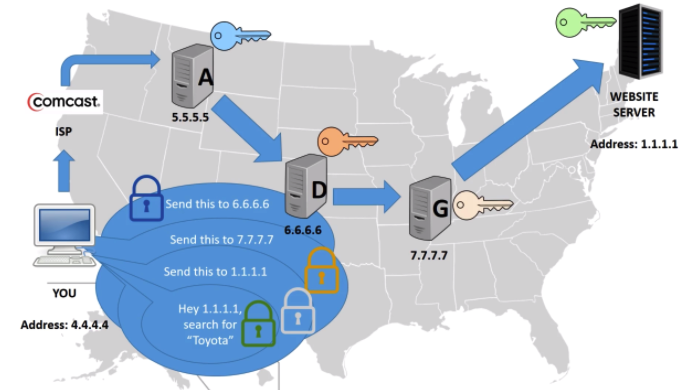 A
5.5.5.5
comcast.
ISP
WEBSITE
SERVER
Address: 1.1.1.1
D
6.6.6.6
G
7.7.7.7
Send this to 6.6.6.6
Send this to 7.7.7.7
Send this to 1.1.1.1
Hey 1.1.1.1,
search for
“Toyota”
YOU
Address: 4.4.4.4